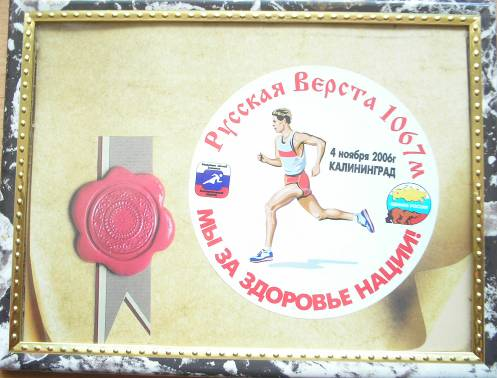 Русская Верста 1067м
4 ноября 2006г
КАЛИНИНГРАД
МЫ ЗА ЗДОРОВЬЕ НАЦИИ!